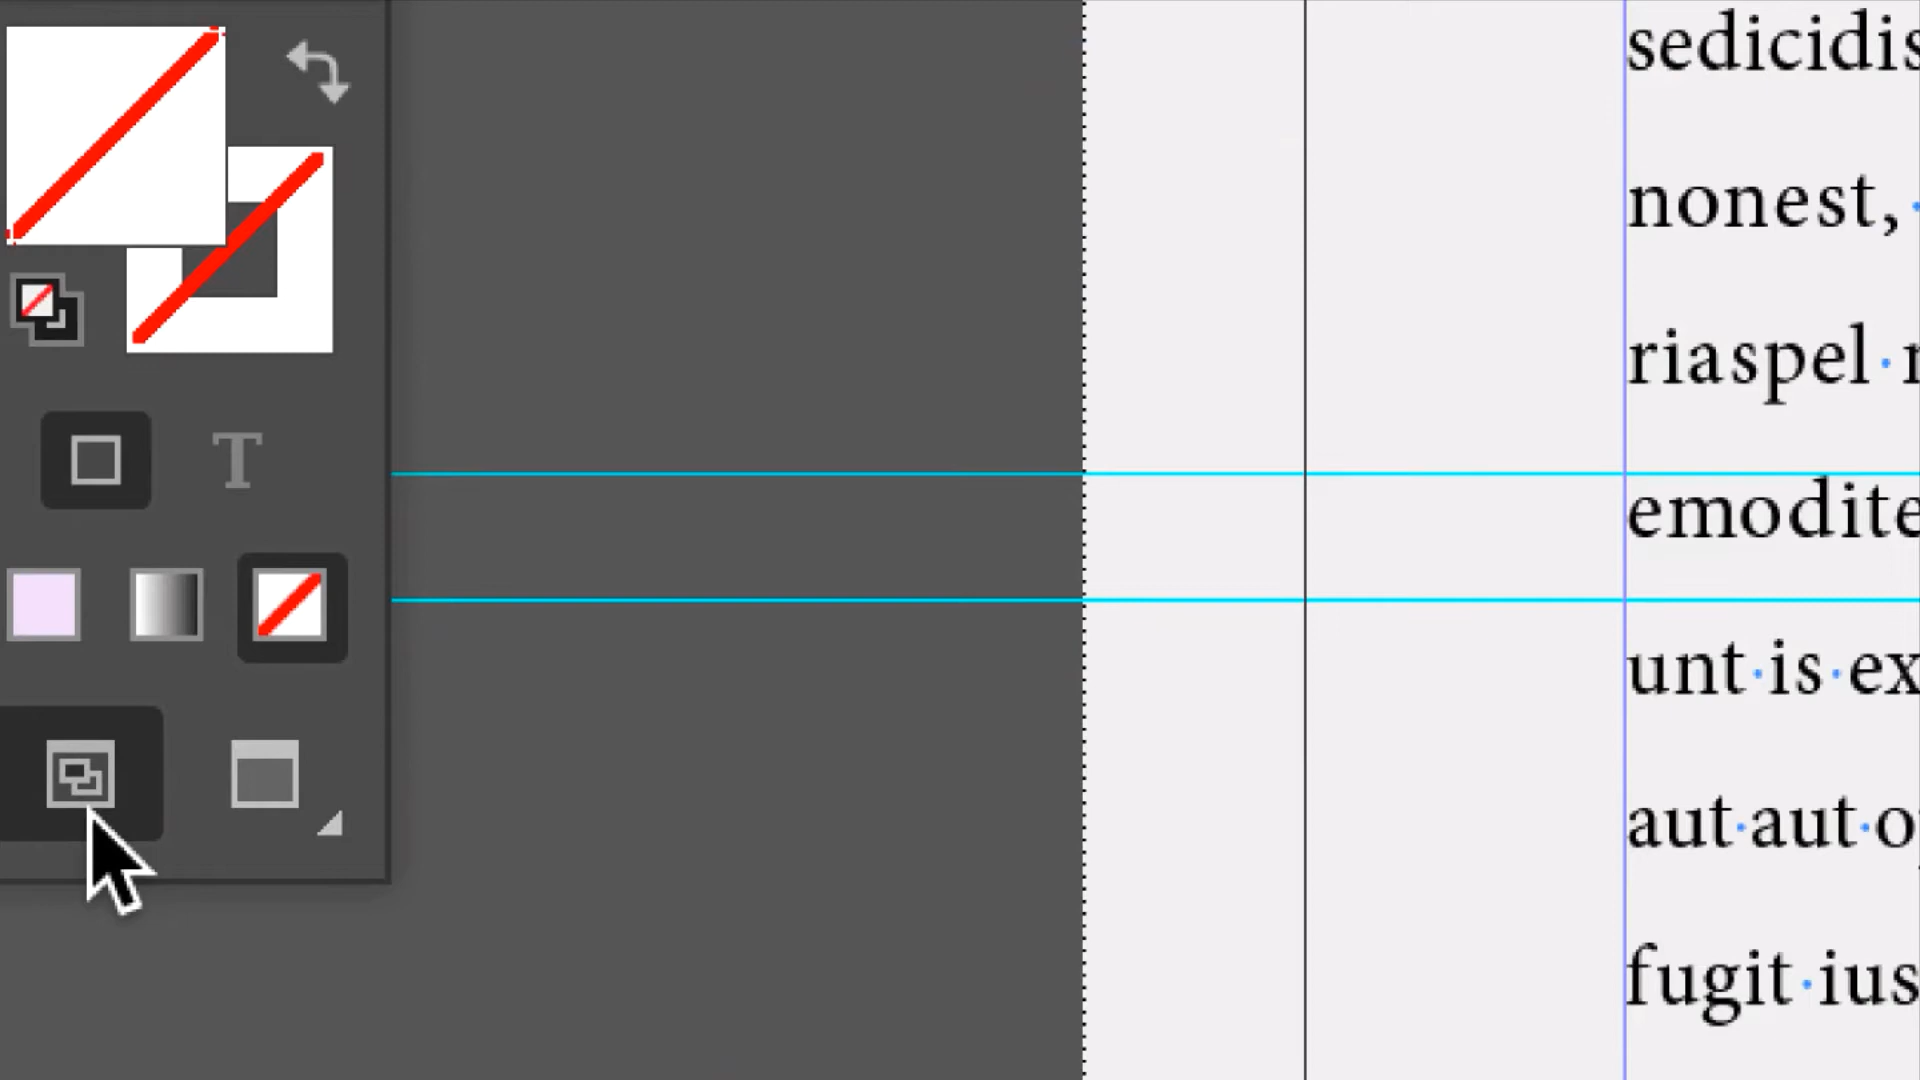 T
sedicidis
nonest,
riaspel
emodite
unt is ex
aut aut
fugit ius